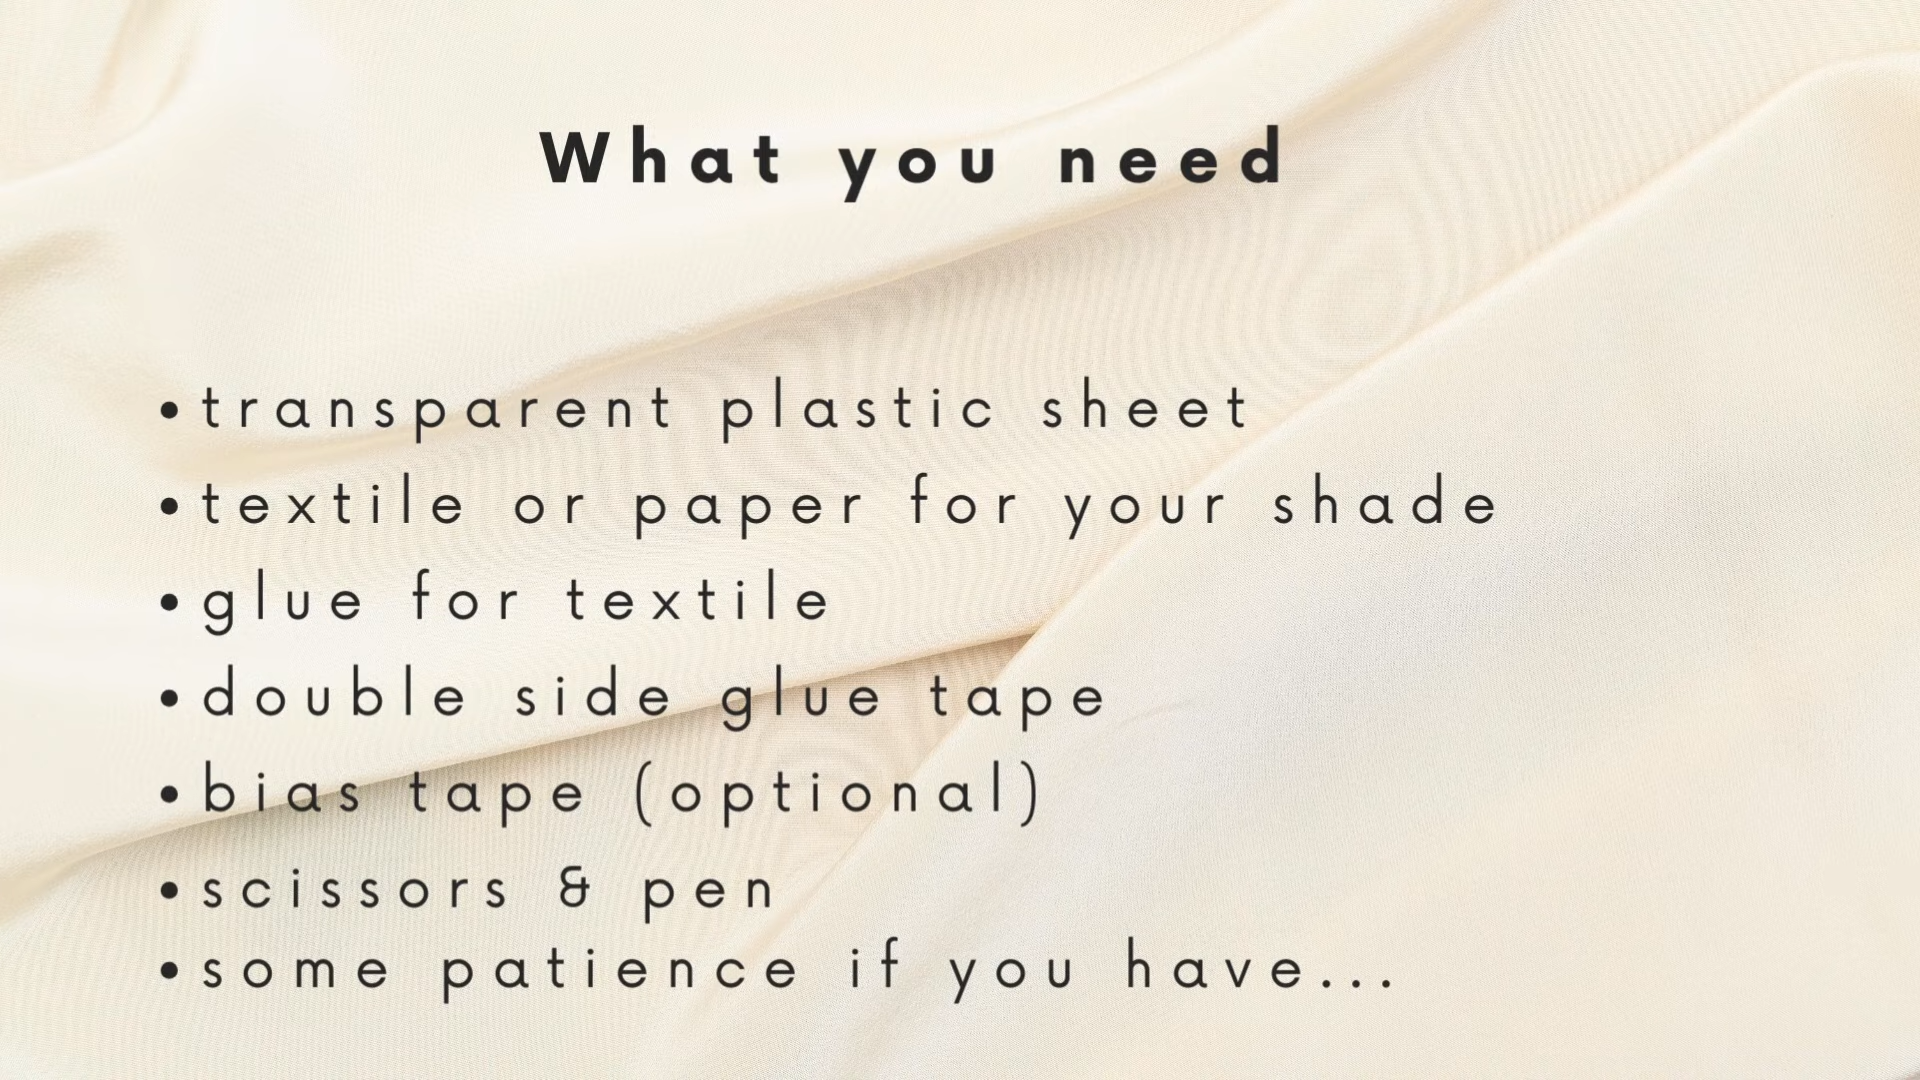 What you need
• transparent plastic sheet
• textile or paper for your shade
• glue for textile
• double side glue tape
• bias tape (optional)
• scissors & pen
• some patience if you have...